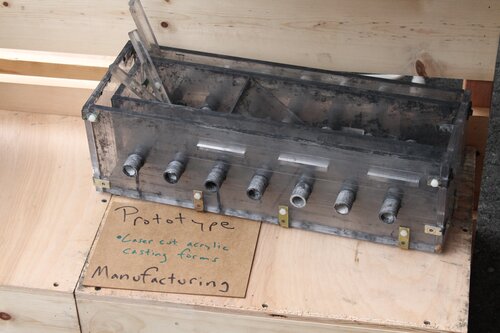 Prototype
•Laser cut acrylic
casting forms
Manufacturing